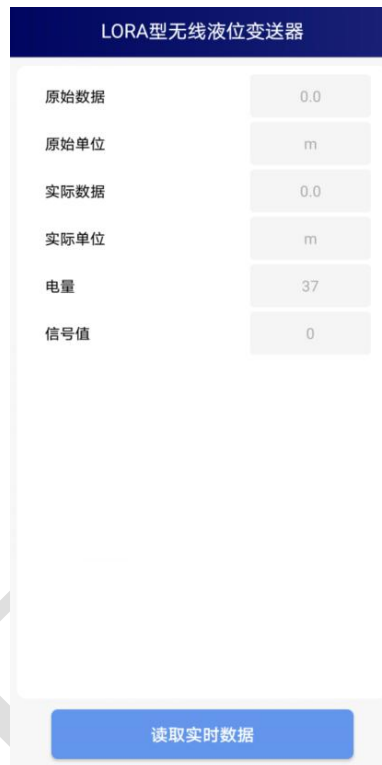 LORA型无线液位变送器
原始数据 0.0
原始单位 m
实际数据 0.0
实际单位 m
电量 37
信号值 0
读取实时数据